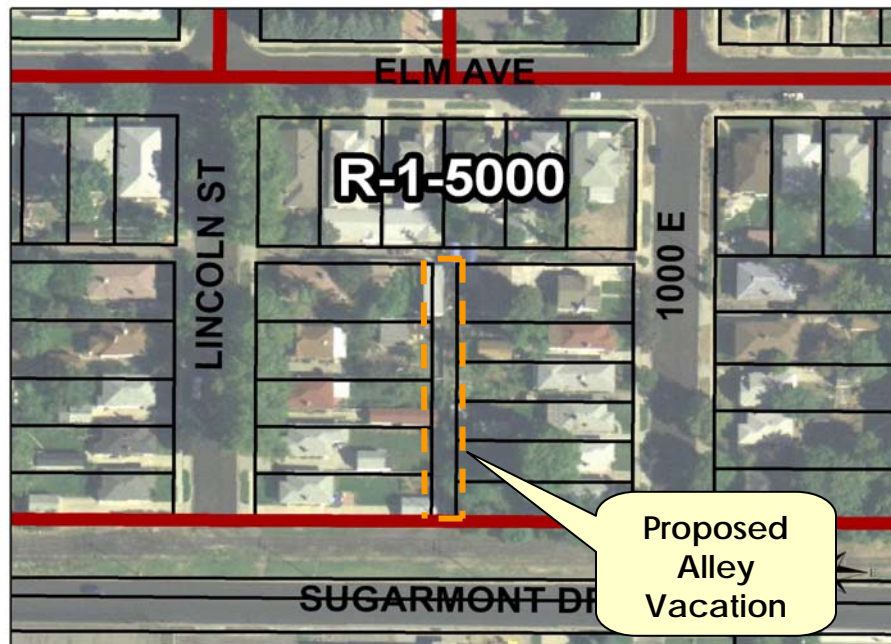 ELM AVE
R-1-5000
LINCOLN ST
1000 E
Proposed
Alley
Vacation
SUGARMONT DR
E